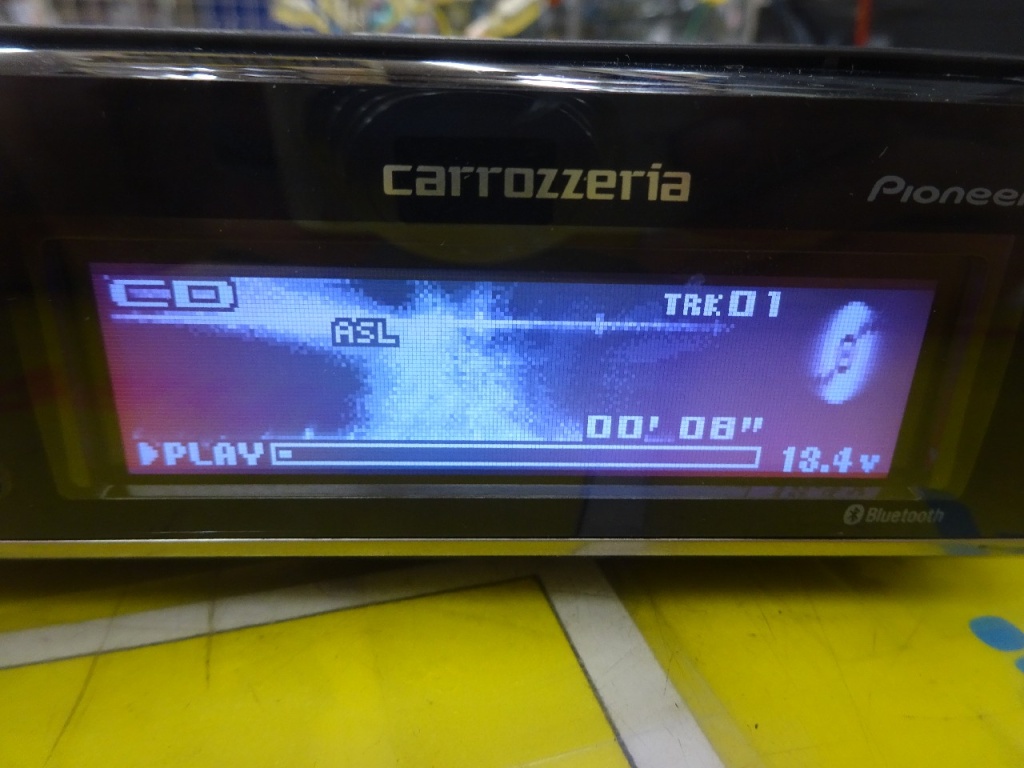 carrozzeria
Pioneer
CD
TRK 01
ASL
00' 08"
▶PLAY
13.4v
Bluetooth